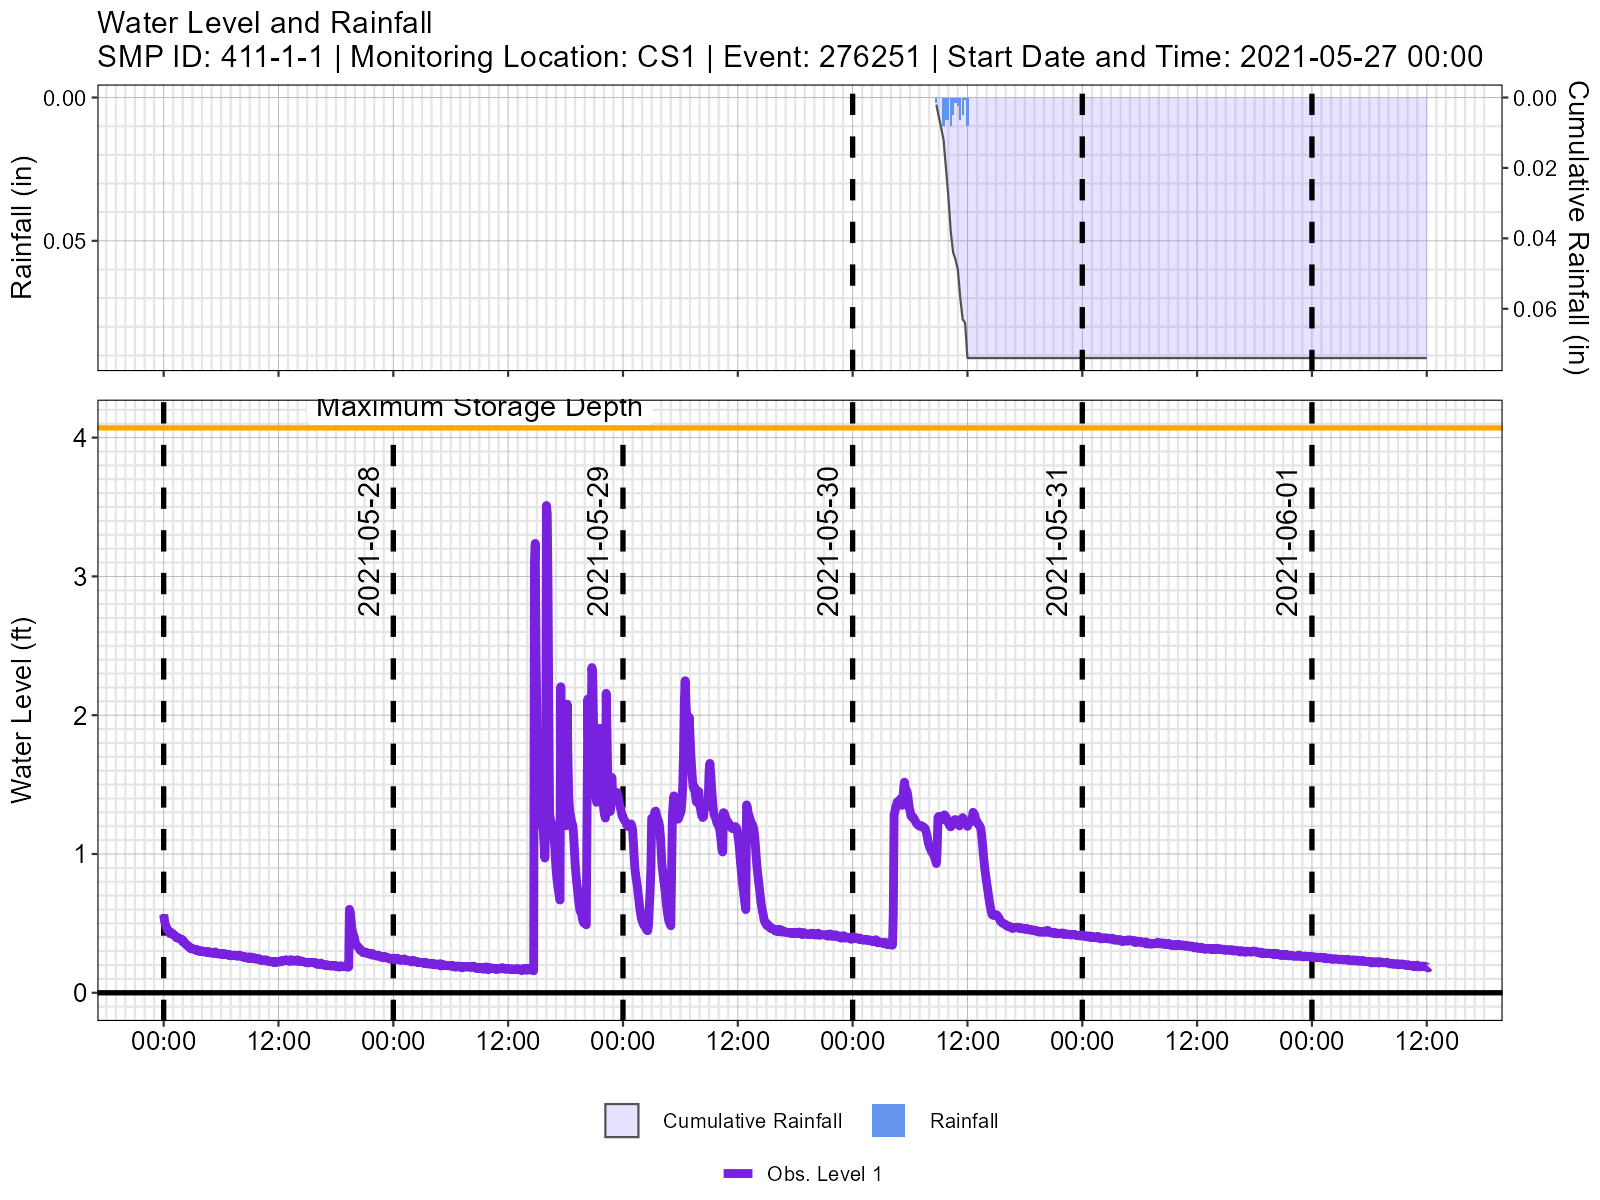 Water Level and Rainfall
SMP ID: 411-1-1 | Monitoring Location: CS1 | Event: 276251 | Start Date and Time: 2021-05-27 00:00
Rainfall (in)
0.00
0.05
0.00
0.02
0.04
0.06
Cumulative Rainfall (in)
Maximum Storage Depth
Water Level (ft)
4
3
2
1
0
2021-05-28
2021-05-29
2021-05-30
2021-05-31
2021-06-01
00:00 12:00 00:00 12:00 00:00 12:00 00:00 12:00 00:00 12:00 00:00 12:00
Cumulative Rainfall Rainfall
Obs. Level 1